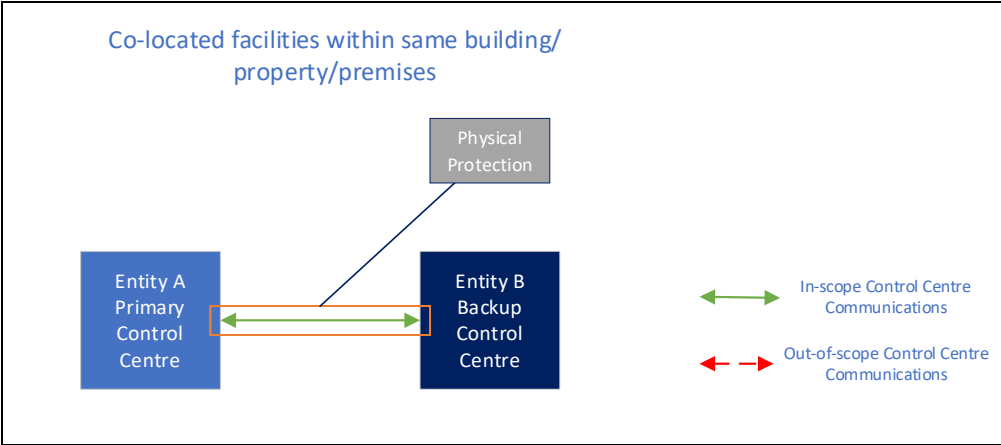 Co-located facilities within same building/
property/premises
Physical
Protection
Entity A
Primary
Control
Centre
Entity B
Backup
Control
Centre
In-scope Control Centre
Communications
Out-of-scope Control Centre
Communications